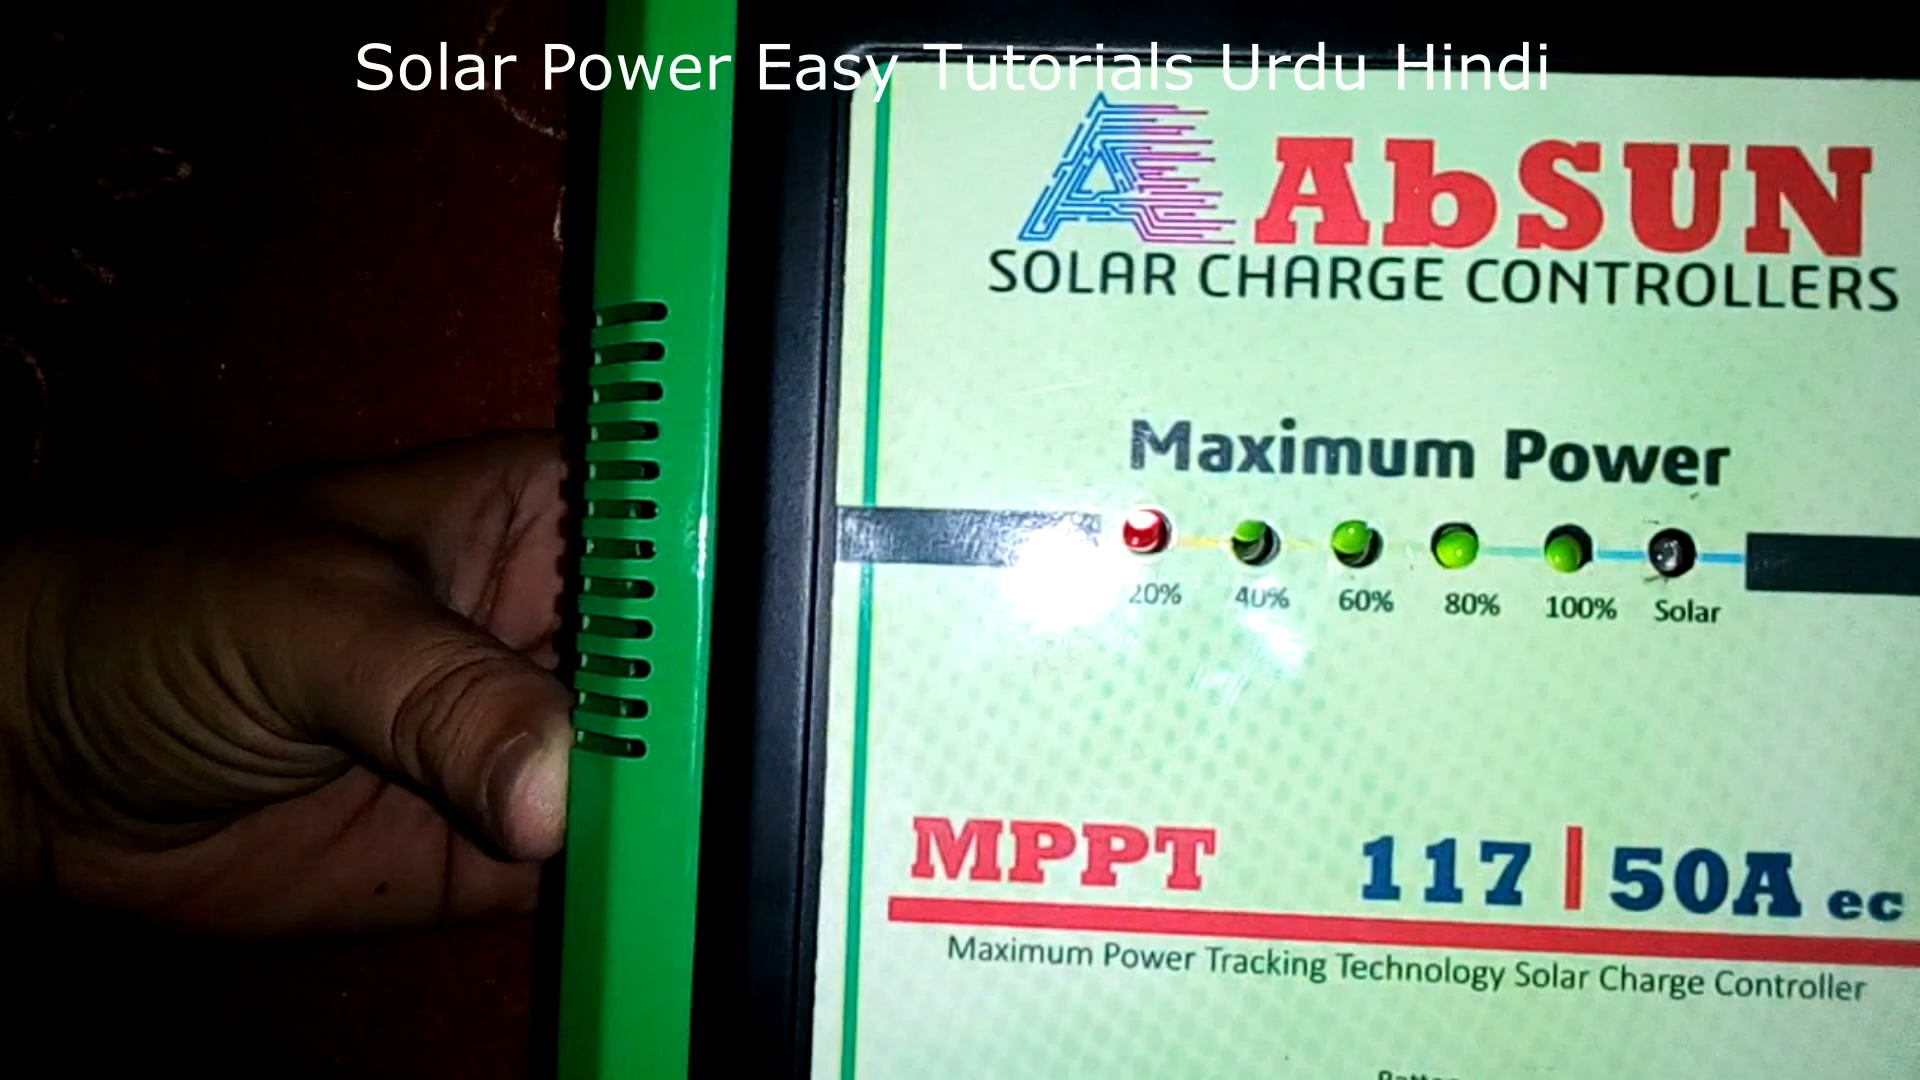 Solar Power Easy Tutorials Urdu Hindi
AbSUN
SOLAR CHARGE CONTROLLERS
Maximum Power
20% 40% 60% 80% 100% Solar
MPPT 117|50A ec
Maximum Power Tracking Technology Solar Charge Controller